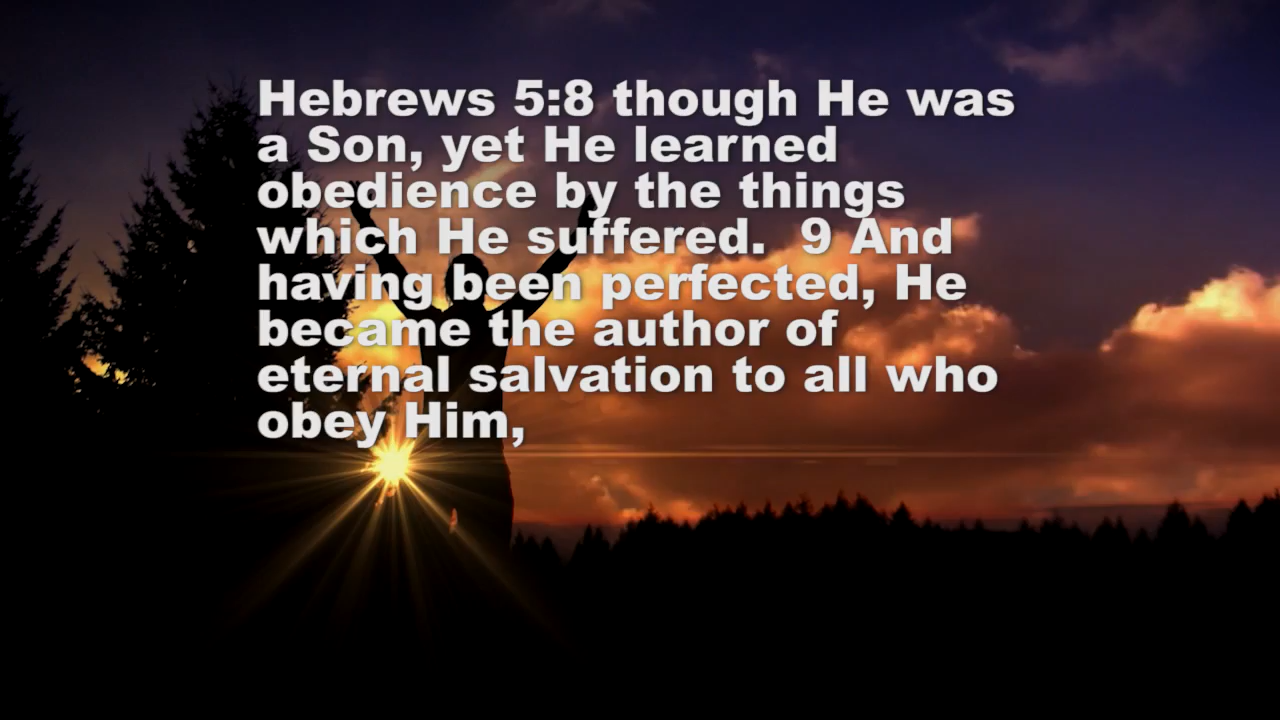 Hebrews 5:8 though He was
a Son, yet He learned
obedience by the things
which He suffered.  9 And
having been perfected, He
became the author of
eternal salvation to all who
obey Him,